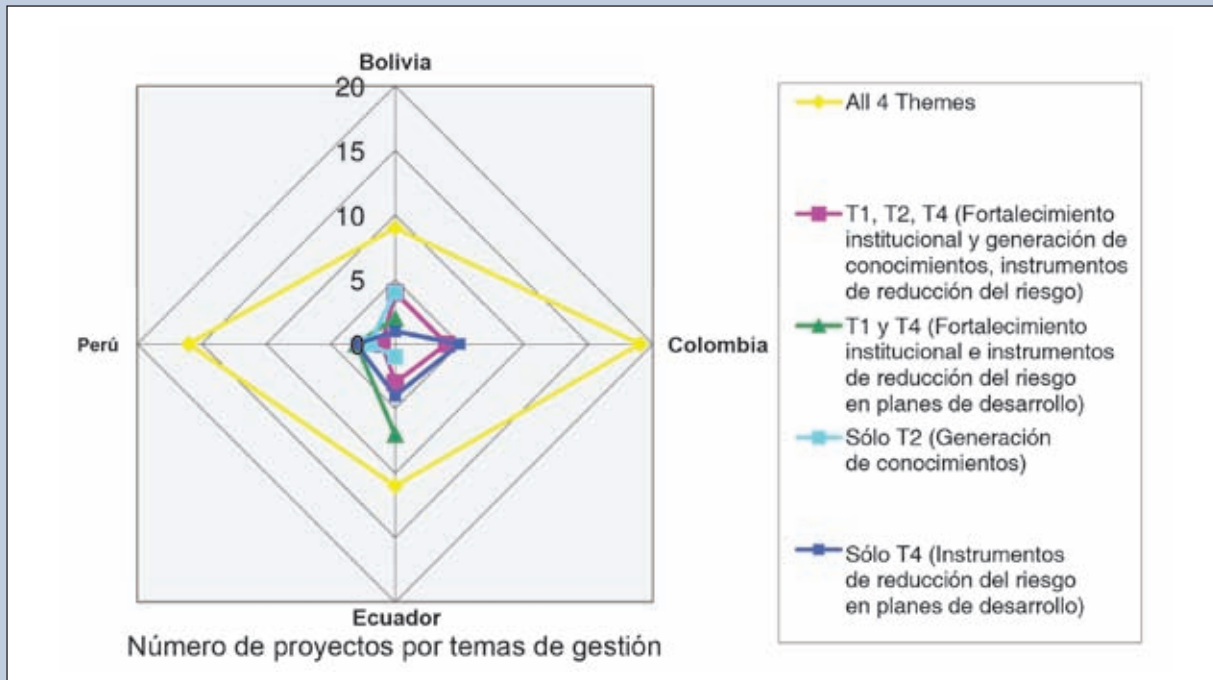 Bolivia
20
15
10
5
0
Perú
Colombia
Ecuador
Número de proyectos por temas de gestión
All 4 Themes
T1, T2, T4 (Fortalecimiento
institucional y generación de
conocimientos, instrumentos
de reducción del riesgo)
T1 y T4 (Fortalecimiento
institucional e instrumentos
de reducción del riesgo
en planes de desarrollo)
Sólo T2 (Generación
de conocimientos)
Sólo T4 (Instrumentos
de reducción del riesgo
en planes de desarrollo)